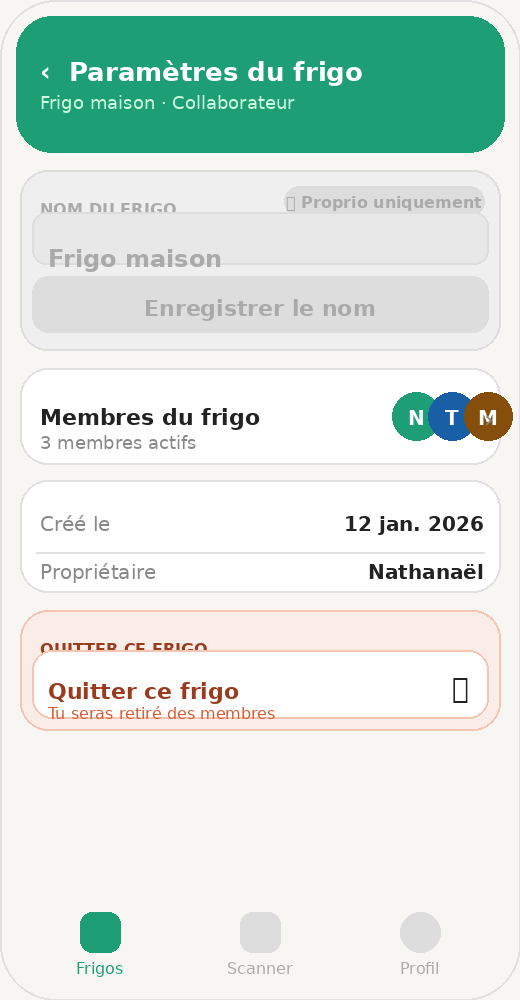 ‹ Paramètres du frigo
Frigo maison · Collaborateur
NOM DU FRIGO
Proprio uniquement
Frigo maison
Enregistrer le nom
Membres du frigo
N T M
3 membres actifs
Créé le 12 jan. 2026
Propriétaire Nathanaël
QUITTER CE FRIGO
Quitter ce frigo
Tu seras retiré des membres
Frigos Scanner Profil